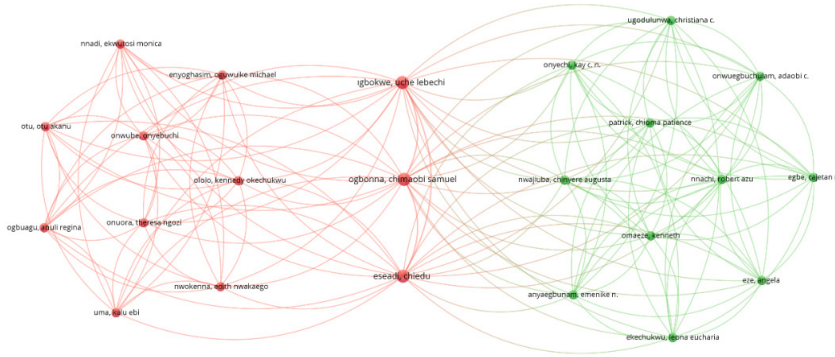 ugodulunwa, christiana c.
nnadi, ekwutosi monica
onyechi, kay c. n.
enyoghasim, oguwuike michael
onwuegbuchulam, adaobi c.
igbokwe, uche lebechi
otu, otu akanu
patrick, chioma patience
onwube, onyebuchi
ololo, kennedy okechukwu
ogbonna, chimaobi samuel
nwajiuba, chinyere augusta
nnachi, robert azu
egbe,
onuora, theresa ngozi
ogbuagu, anuli regina
omaeze, kenneth
eseadi, chiedu
eze, angela
nwokenna, edith nwakaego
anyaegbunam, emenike n.
uma, kalu ebi
ekechukwu, leona eucharia